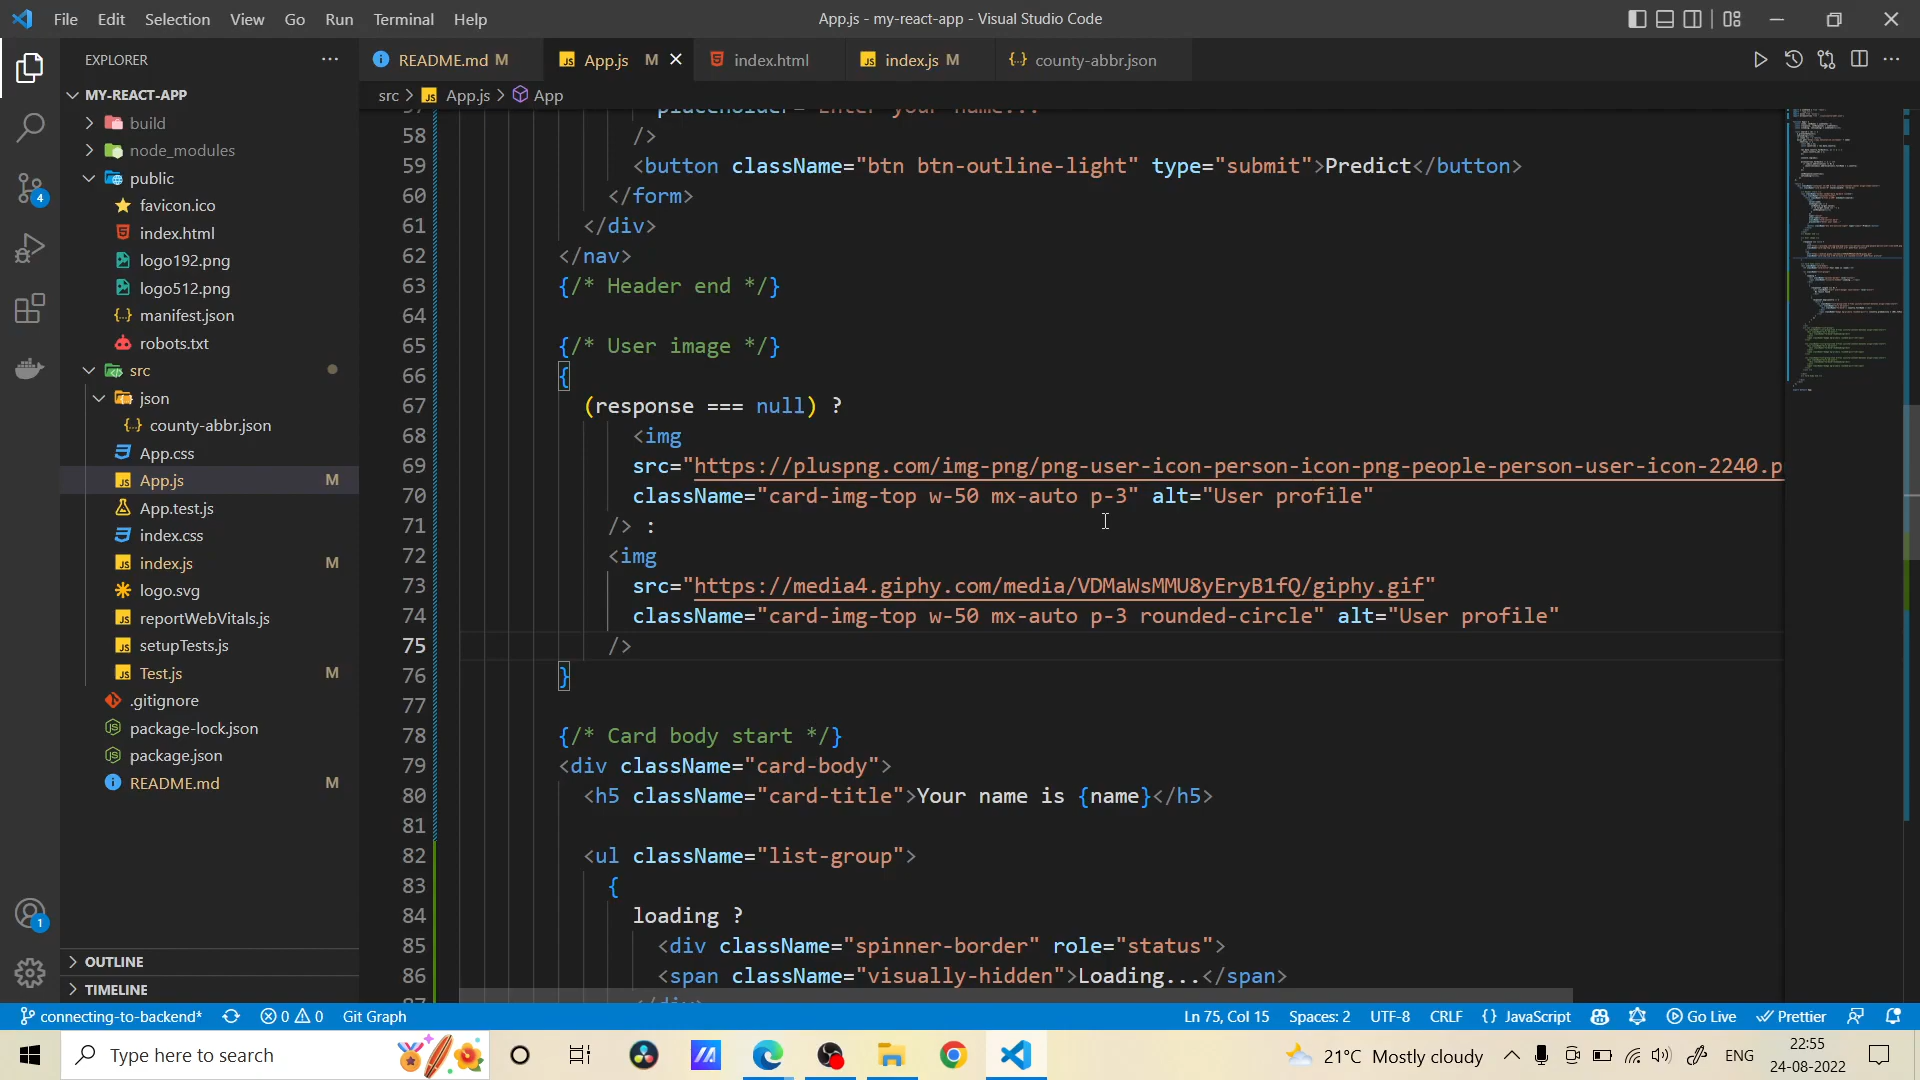 File Edit Selection View Go Run Terminal Help
App.js - my-react-app - Visual Studio Code
EXPLORER
README.md M
App.js M
index.html
index.js M
county-abbr.json
src > App.js > App
MY-REACT-APP
build
node_modules
public
favicon.ico
index.html
logo192.png
logo512.png
manifest.json
robots.txt
src
json
county-abbr.json
App.css
App.js M
App.test.js
index.css
index.js M
logo.svg
reportWebVitals.js
setupTests.js
Test.js M
.gitignore
package-lock.json
package.json
README.md M
OUTLINE
TIMELINE
4
1
58 />
59 <button className="btn btn-outline-light" type="submit">Predict</button>
60 </form>
61 </div>
62 </nav>
63 {/* Header end */}
64
65 {/* User image */}
66 {
67 (response === null) ?
68 <img
69 src="https://pluspng.com/img-png/png-user-icon-person-icon-png-people-person-user-icon-2240.p
70 className="card-img-top w-50 mx-auto p-3" alt="User profile"
71 /> :
72 <img
73 src="https://media4.giphy.com/media/VDMaWsMMU8yEryB1fQ/giphy.gif"
74 className="card-img-top w-50 mx-auto p-3 rounded-circle" alt="User profile"
75 />
76 }
77
78 {/* Card body start */}
79 <div className="card-body">
80 <h5 className="card-title">Your name is {name}</h5>
81
82 <ul className="list-group">
83 {
84 loading ?
85 <div className="spinner-border" role="status">
86 <span className="visually-hidden">Loading...</span>
87 </div>
connecting-to-backend* 0 0 Git Graph
Ln 75, Col 15 Spaces: 2 UTF-8 CRLF {} JavaScript Go Live Prettier
Type here to search
21°C Mostly cloudy
ENG
22:55
24-08-2022